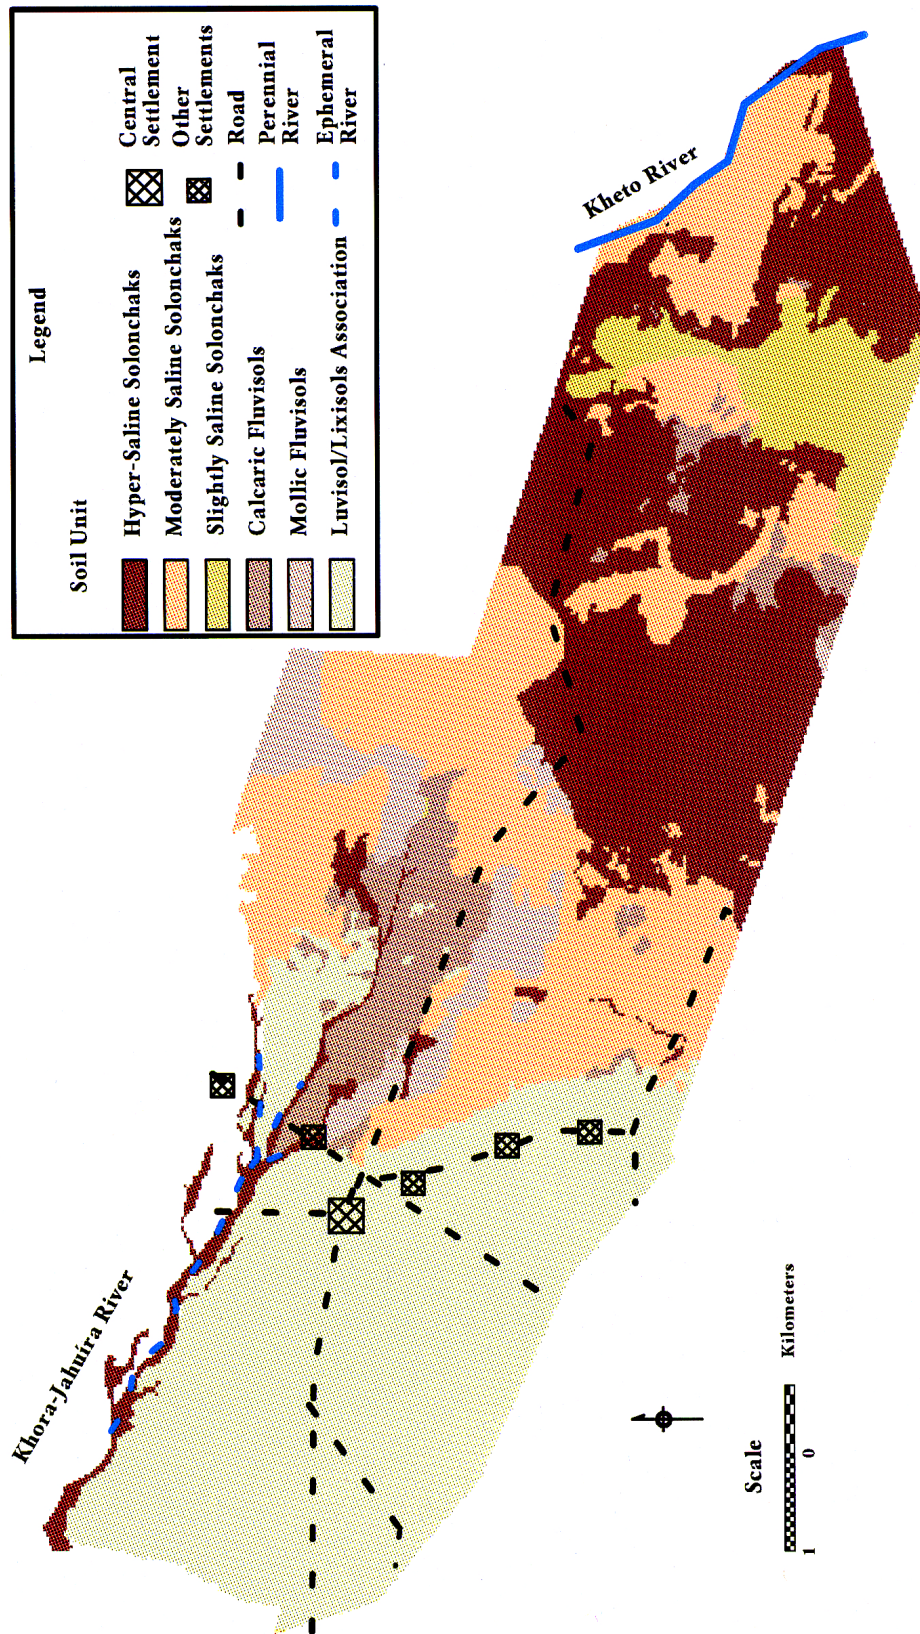 Legend
Soil Unit
Hyper-Saline Solonchaks
Moderately Saline Solonchaks
Slightly Saline Solonchaks
Calcaric Fluvisols
Mollic Fluvisols
Luvisol/Lixisols Association
Central
Settlement
Other
Settlements
Road
Perennial
River
Ephemeral
River
Kheto River
Khora-Jahuira River
Scale
1 0 Kilometers